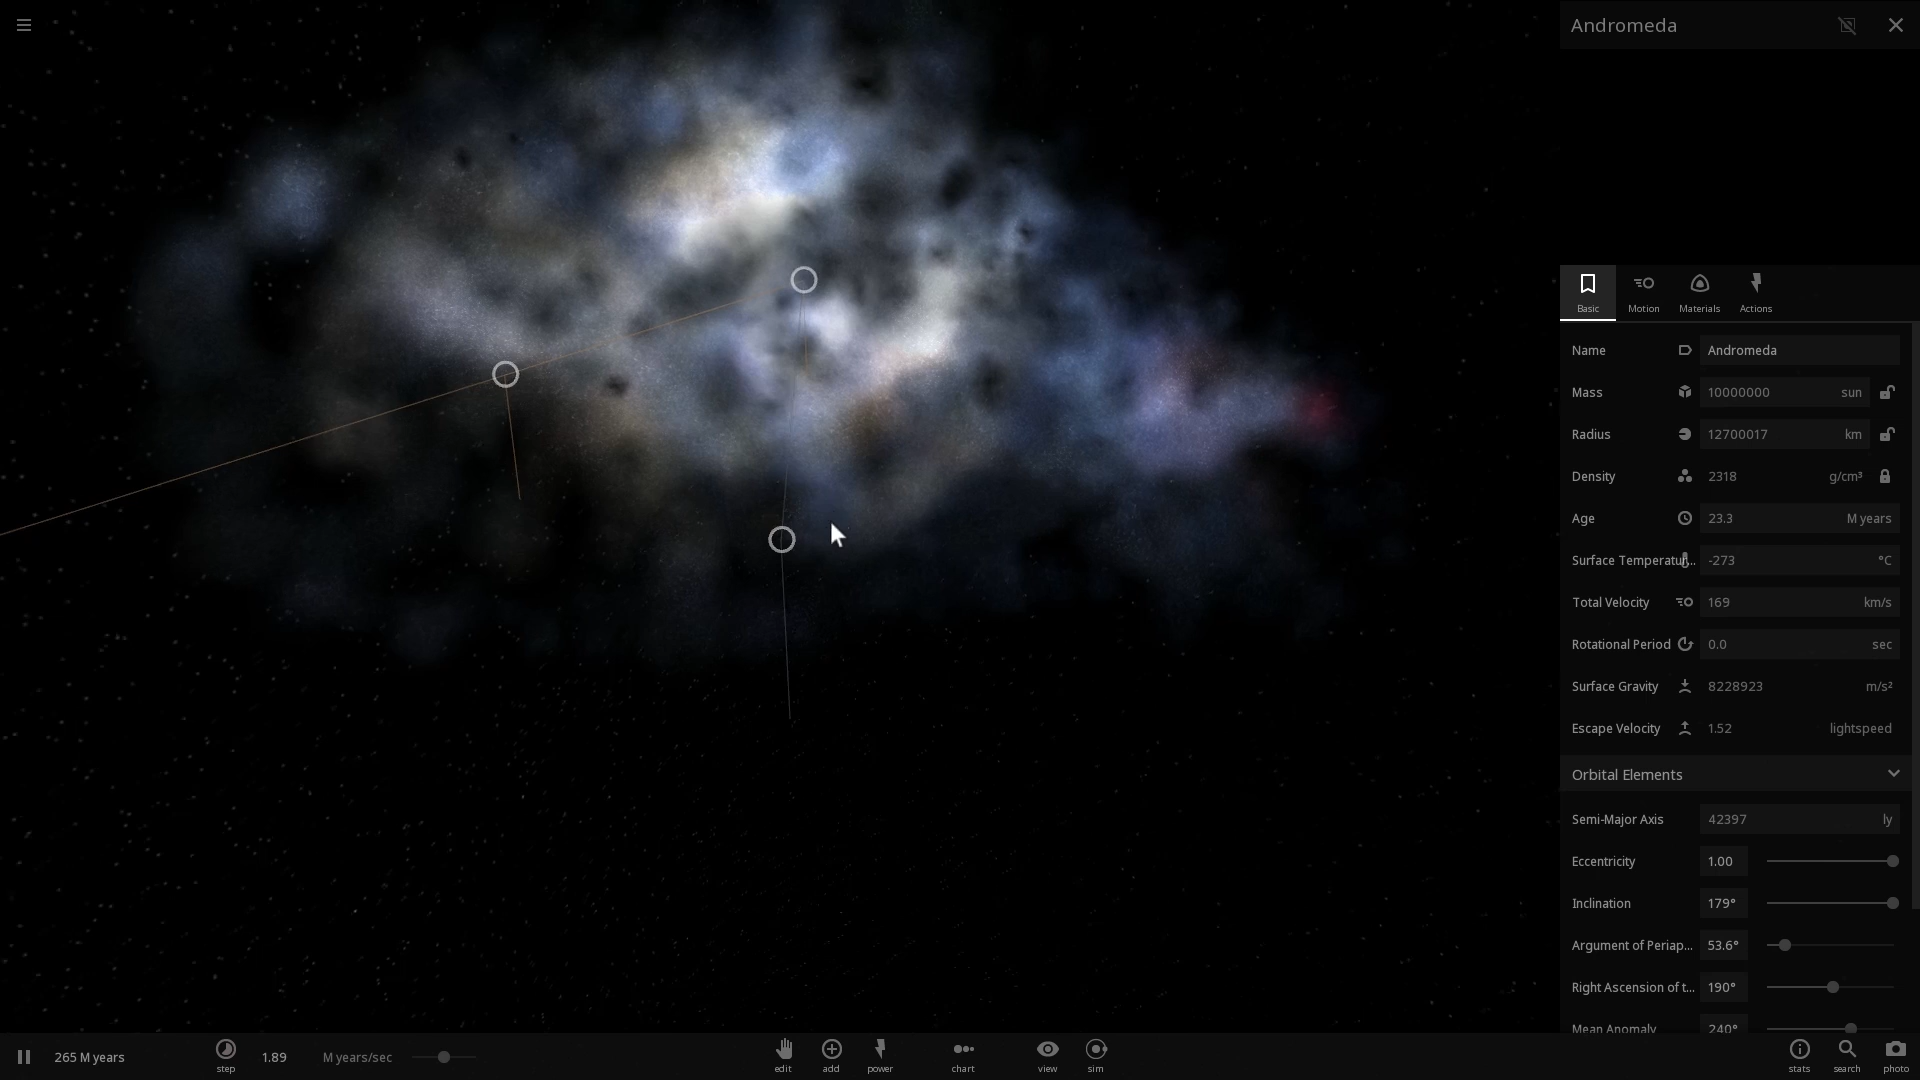 Andromeda
Basic Motion Materials Actions
Name Andromeda
Mass 10000000 sun
Radius 12700017 km
Density 2318 g/cm³
Age 23.3 M years
Surface Temperatur... -273 °C
Total Velocity 169 km/s
Rotational Period 0.0 sec
Surface Gravity 8228923 m/s²
Escape Velocity 1.52 lightspeed
Orbital Elements
Semi-Major Axis 42397 ly
Eccentricity 1.00
Inclination 179°
Argument of Periap... 53.6°
Right Ascension of t... 190°
Mean Anomaly 240°
265 M years step 1.89 M years/sec edit add power chart view sim stats search photo